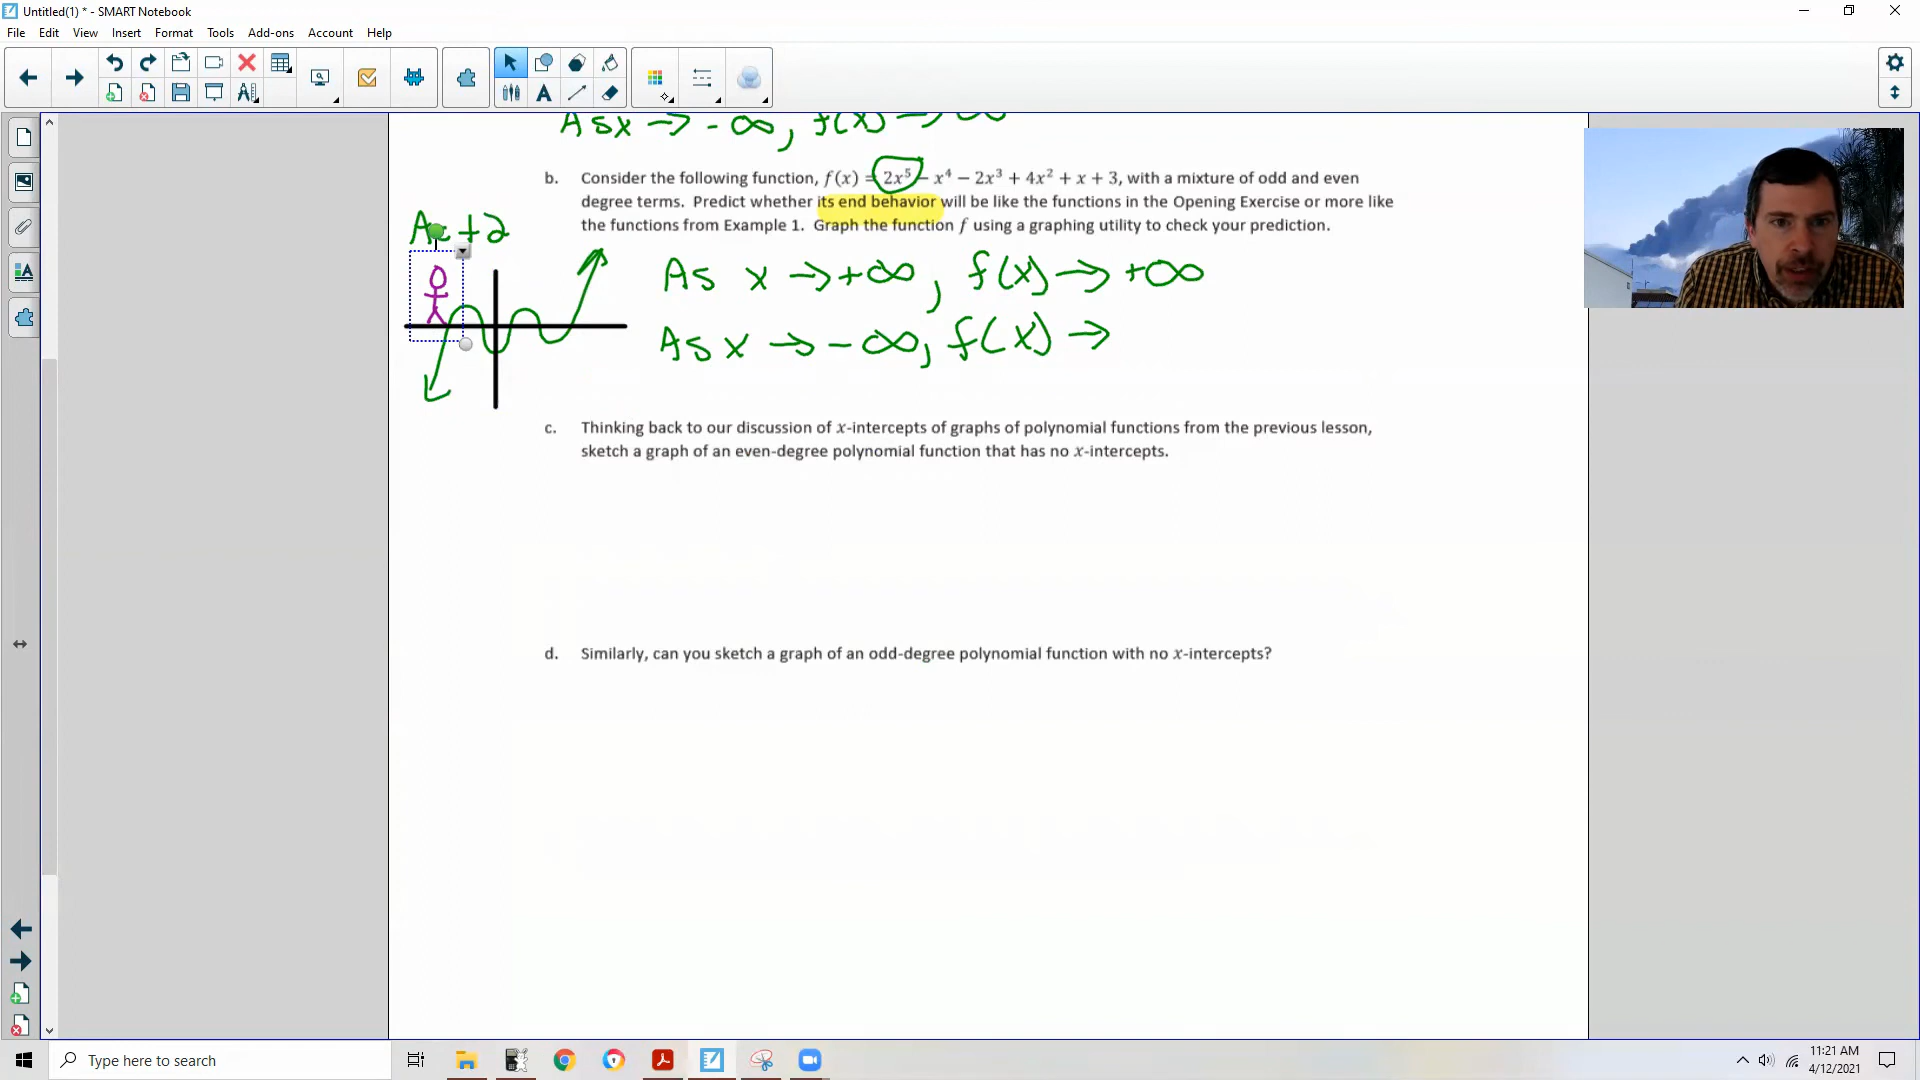 Untitled(1) * - SMART Notebook
File Edit View Insert Format Tools Add-ons Account Help
As x → - ∞, f(x) → ∞
b. Consider the following function, f(x) = 2x⁵ − x⁴ − 2x³ + 4x² + x + 3, with a mixture of odd and even
degree terms. Predict whether its end behavior will be like the functions in the Opening Exercise or more like
the functions from Example 1. Graph the function f using a graphing utility to check your prediction.
+2
As x → +∞, f(x) → +∞
As x → - ∞, f(x) →
c. Thinking back to our discussion of x-intercepts of graphs of polynomial functions from the previous lesson,
sketch a graph of an even-degree polynomial function that has no x-intercepts.
d. Similarly, can you sketch a graph of an odd-degree polynomial function with no x-intercepts?
Type here to search
11:21 AM
4/12/2021